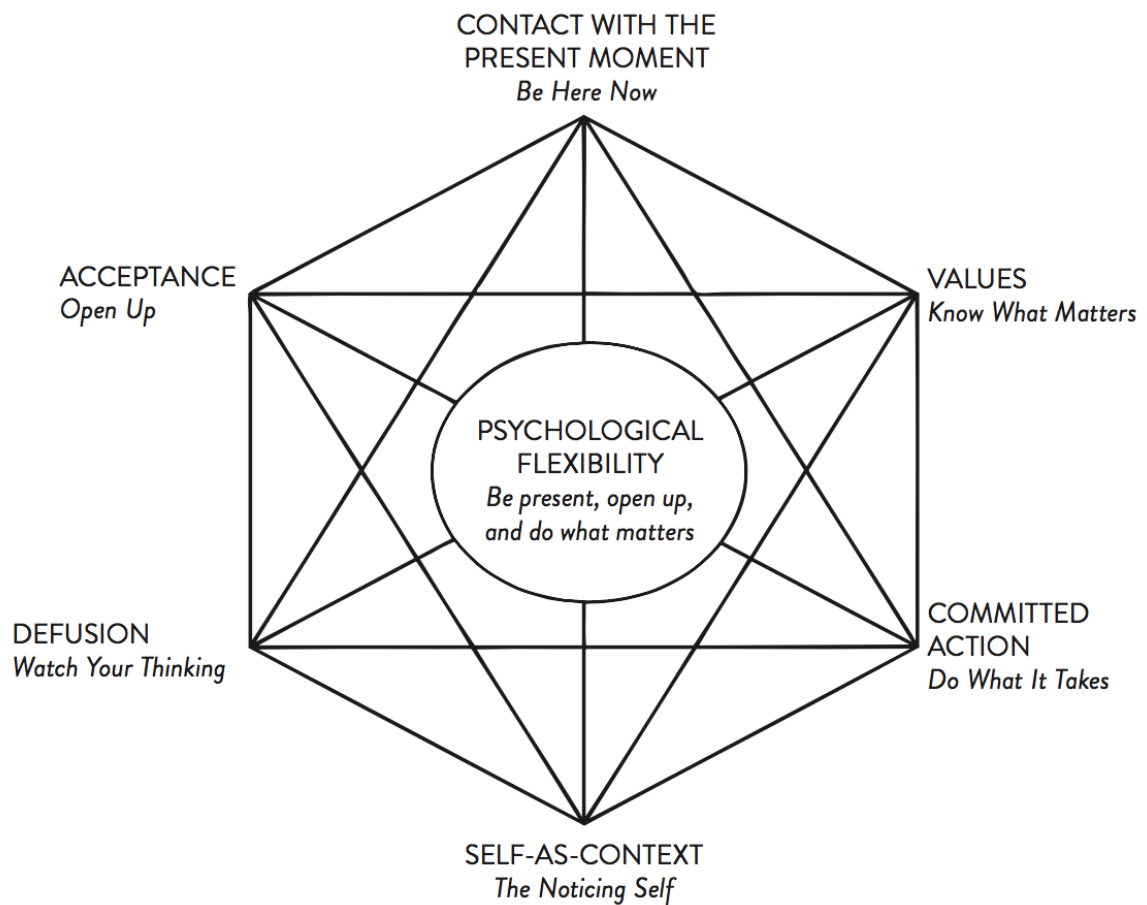 CONTACT WITH THE
PRESENT MOMENT
Be Here Now
ACCEPTANCE
Open Up
VALUES
Know What Matters
PSYCHOLOGICAL
FLEXIBILITY
Be present, open up,
and do what matters
DEFUSION
Watch Your Thinking
COMMITTED
ACTION
Do What It Takes
SELF-AS-CONTEXT
The Noticing Self